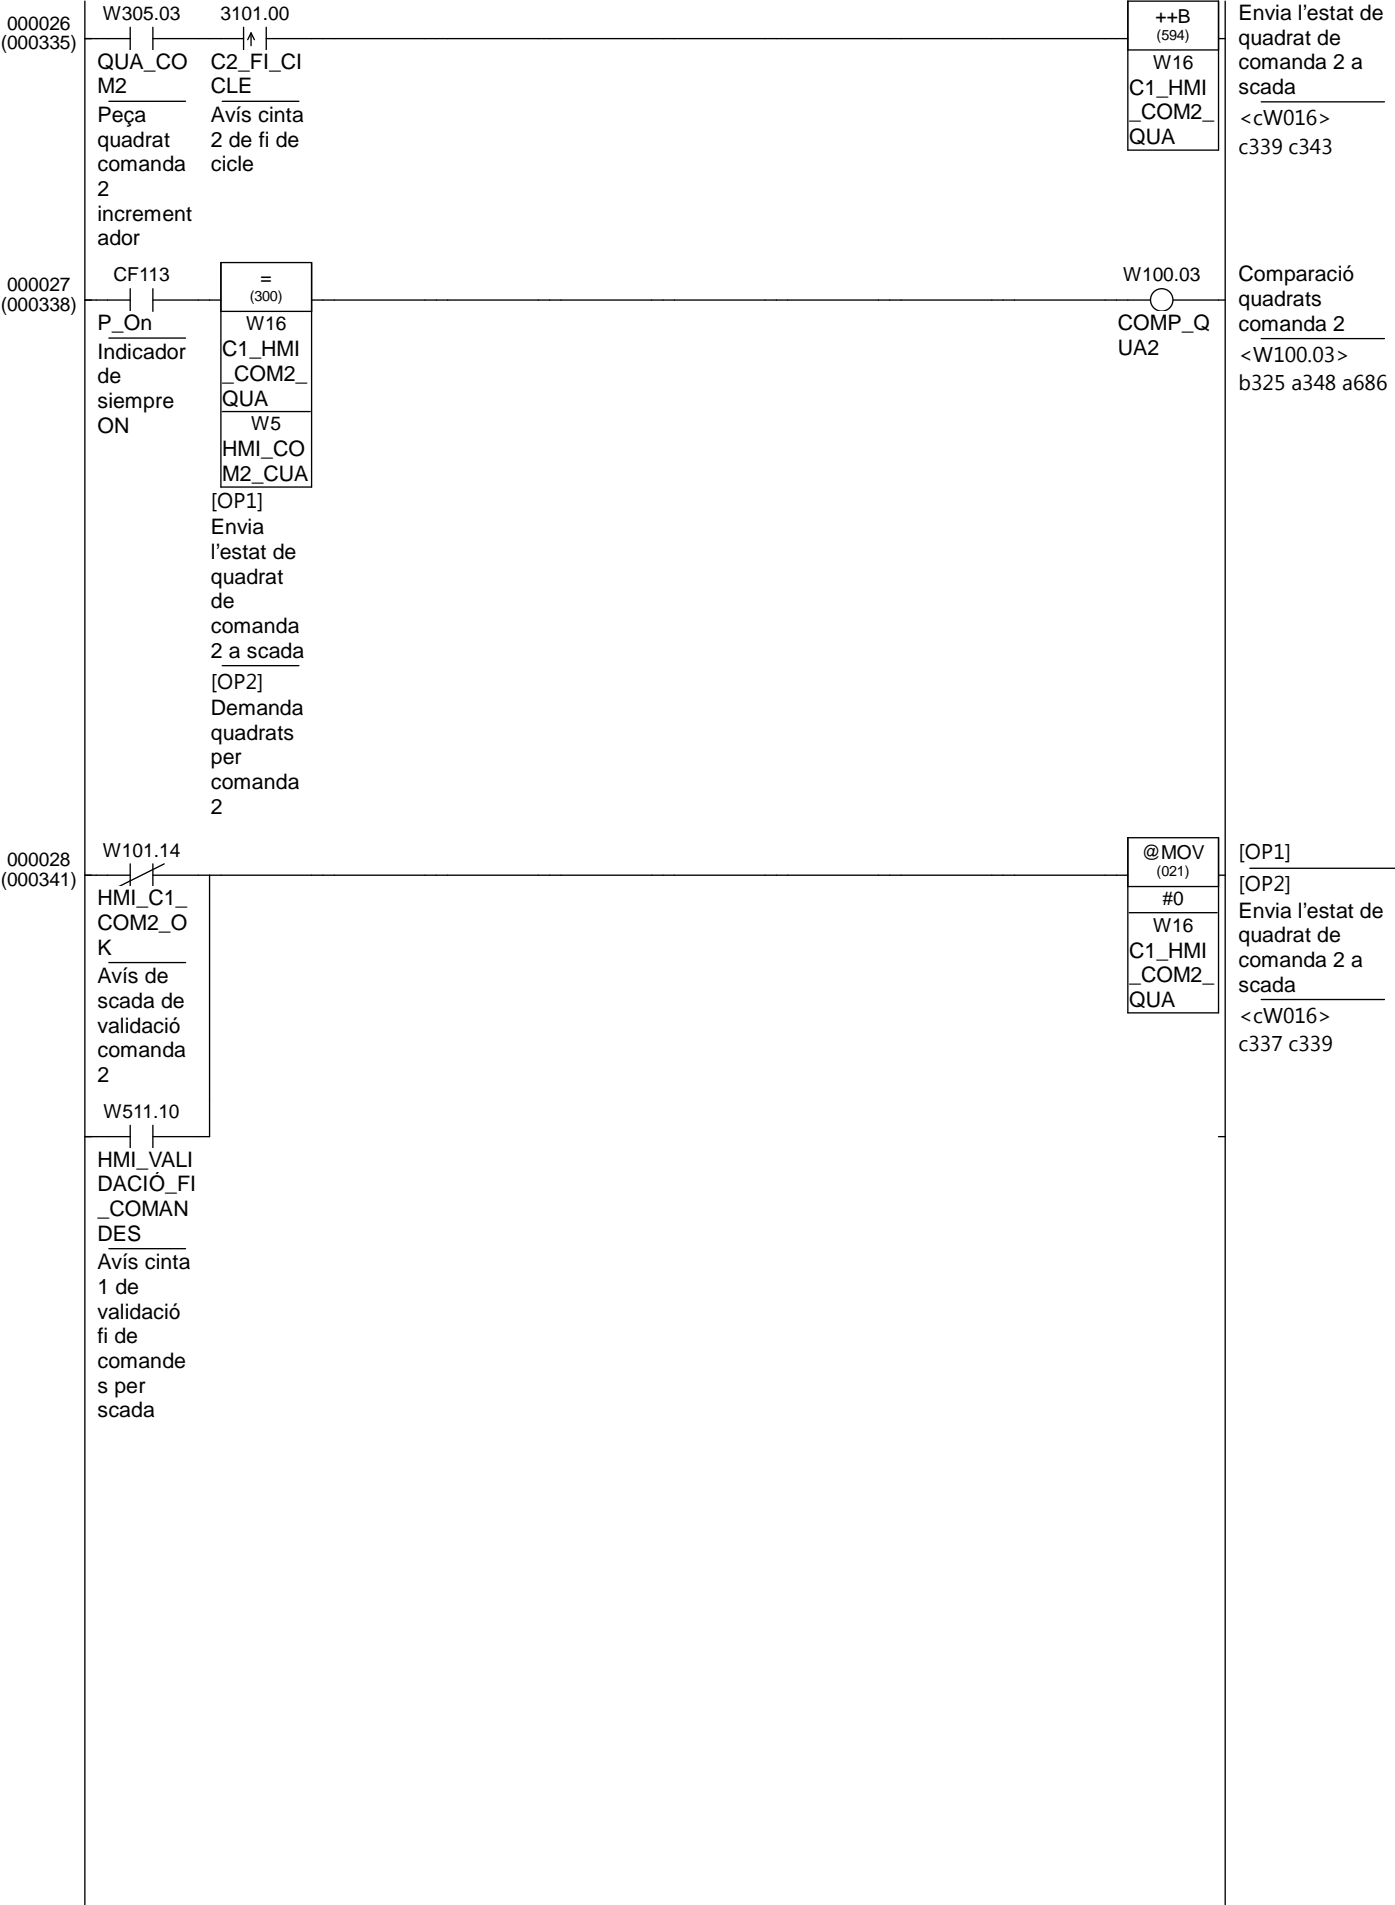 000026
(000335)
W305.03
QUA_CO
M2
Peça
quadrat
comanda
2
increment
ador
3101.00
C2_FI_CI
CLE
Avís cinta
2 de fi de
cicle
++B
(594)
W16
C1_HMI
_COM2_
QUA
Envia l'estat de
quadrat de
comanda 2 a
scada
<cW016>
c339 c343
000027
(000338)
CF113
P_On
Indicador
de
siempre
ON
=
(300)
W16
C1_HMI
_COM2_
QUA
W5
HMI_CO
M2_CUA
[OP1]
Envia
l'estat de
quadrat
de
comanda
2 a scada
[OP2]
Demanda
quadrats
per
comanda
2
W100.03
COMP_Q
UA2
Comparació
quadrats
comanda 2
<W100.03>
b325 a348 a686
000028
(000341)
W101.14
HMI_C1_
COM2_O
K
Avís de
scada de
validació
comanda
2
W511.10
HMI_VALI
DACIÓ_FI
_COMAN
DES
Avís cinta
1 de
validació
fi de
comande
s per
scada
@MOV
(021)
#0
W16
C1_HMI
_COM2_
QUA
[OP1]
[OP2]
Envia l'estat de
quadrat de
comanda 2 a
scada
<cW016>
c337 c339